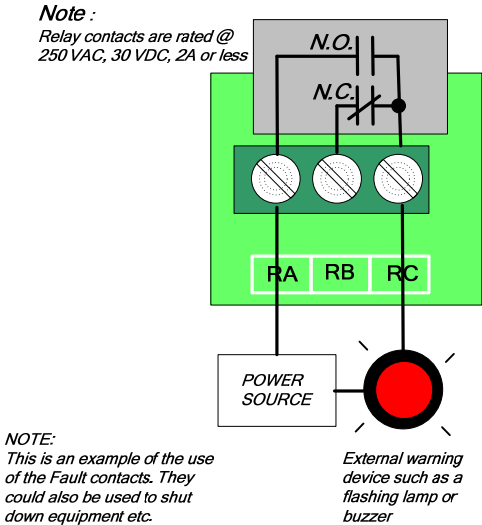 Note :
Relay contacts are rated @
250 VAC, 30 VDC, 2A or less
N.O.
N.C.
RA RB RC
POWER
SOURCE
NOTE:
This is an example of the use
of the Fault contacts. They
could also be used to shut
down equipment etc.
External warning
device such as a
flashing lamp or
buzzer